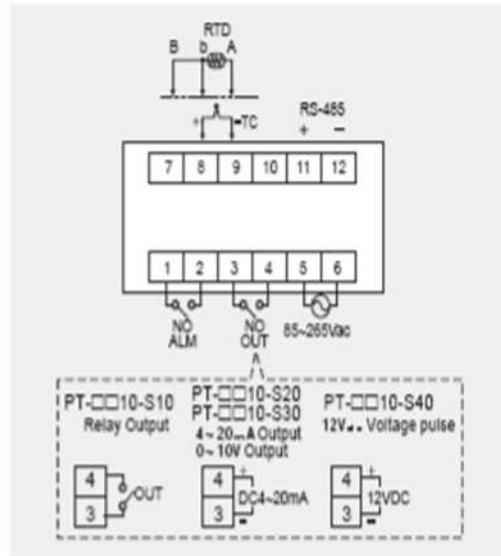 RTD
B b A
+ -TC
RS-485
+ −
7 8 9 10 11 12
1 2 3 4 5 6
NO NO 85~265Vac
ALM OUT
PT-□□10-S10
Relay Output
4
3
OUT
PT-□□10-S20
PT-□□10-S30
4~20mA Output
0~10V Output
4 +
3 -
DC4~20mA
PT-□□10-S40
12V Voltage pulse
4 +
3 -
12VDC